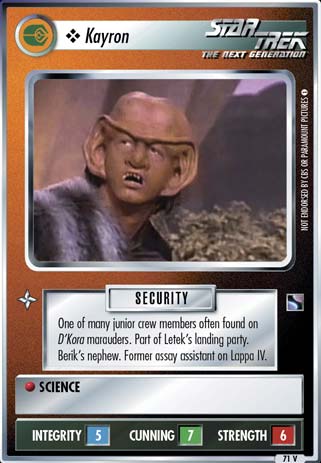 ❖ Kayron
STAR TREK
THE NEXT GENERATION
NOT ENDORSED BY CBS OR PARAMOUNT PICTURES
SECURITY
One of many junior crew members often found on
D'Kora marauders. Part of Letek's landing party.
Berik's nephew. Former assay assistant on Lappa IV.
SCIENCE
INTEGRITY 5 CUNNING 7 STRENGTH 6
71 V